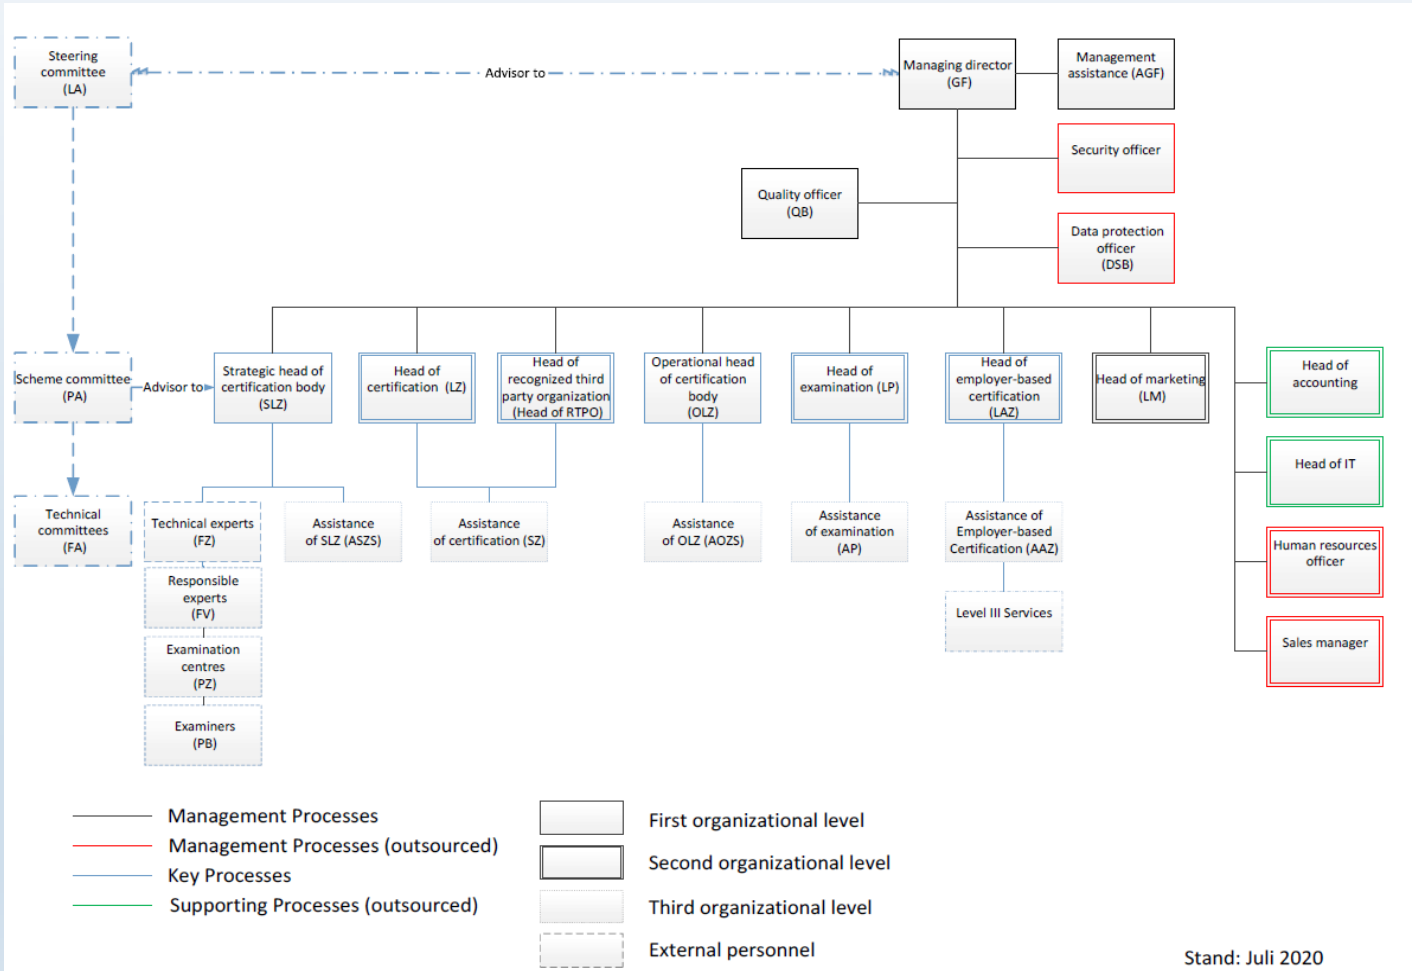 Steering
committee
(LA)
Advisor to
Managing director
(GF)
Management
assistance (AGF)
Security officer
Quality officer
(QB)
Data protection
officer
(DSB)
Scheme committee
(PA)
Advisor to
Strategic head of
certification body
(SLZ)
Head of
certification (LZ)
Head of
recognized third
party organization
(Head of RTPO)
Operational head
of certification
body
(OLZ)
Head of
examination (LP)
Head of
employer-based
certification
(LAZ)
Head of marketing
(LM)
Head of
accounting
Head of IT
Human resources
officer
Sales manager
Technical
committees
(FA)
Technical experts
(FZ)
Assistance
of SLZ (ASZS)
Assistance
of certification (SZ)
Assistance
of OLZ (AOZS)
Assistance
of examination
(AP)
Assistance of
Employer-based
Certification (AAZ)
Responsible
experts
(FV)
Level III Services
Examination
centres
(PZ)
Examiners
(PB)
Management Processes
Management Processes (outsourced)
Key Processes
Supporting Processes (outsourced)
First organizational level
Second organizational level
Third organizational level
External personnel
Stand: Juli 2020